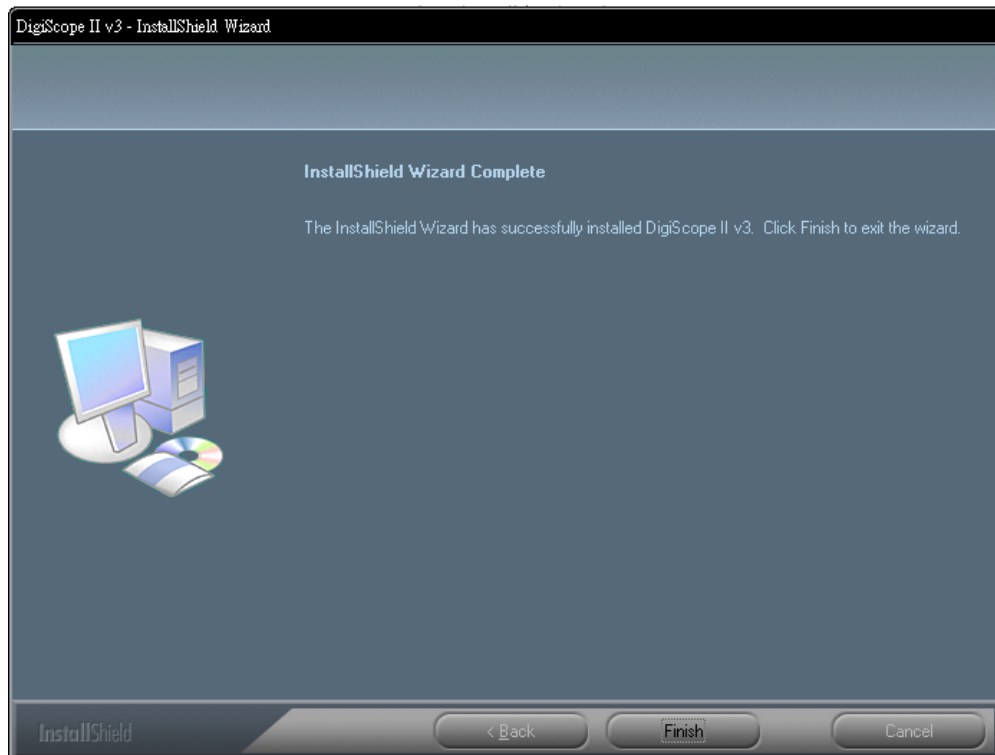 DigiScope II v3 - InstallShield Wizard
InstallShield Wizard Complete
The InstallShield Wizard has successfully installed DigiScope II v3.  Click Finish to exit the wizard.
InstallShield
< Back
Finish
Cancel